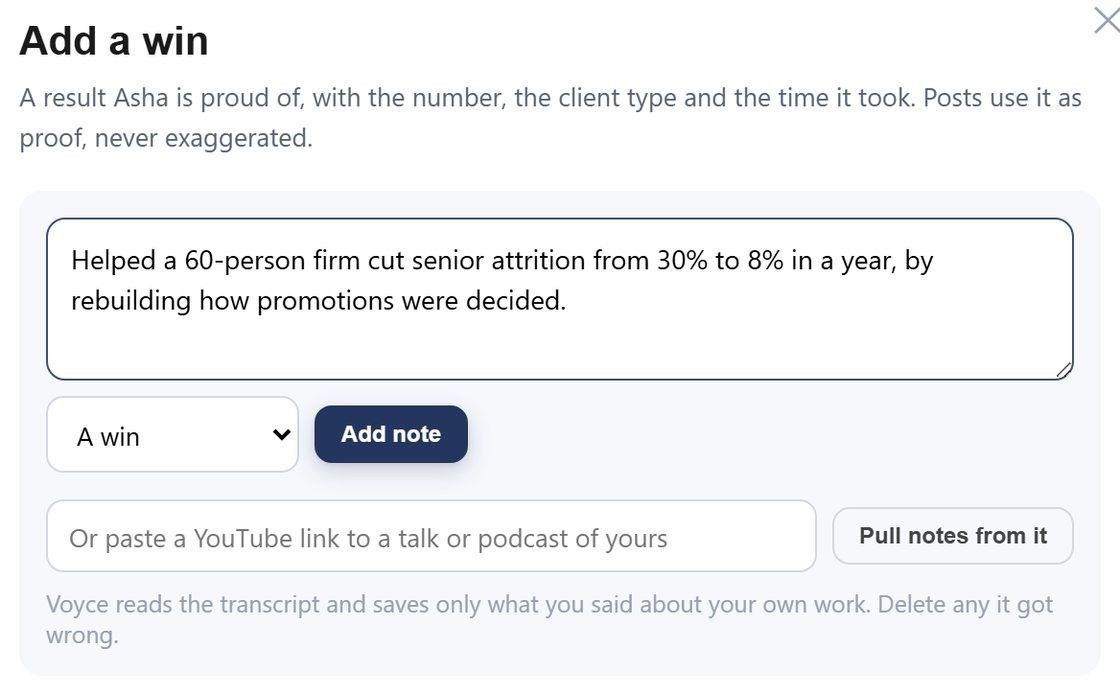 Add a win
A result Asha is proud of, with the number, the client type and the time it took. Posts use it as
proof, never exaggerated.
Helped a 60-person firm cut senior attrition from 30% to 8% in a year, by
rebuilding how promotions were decided.
A win
Add note
Or paste a YouTube link to a talk or podcast of yours
Pull notes from it
Voyce reads the transcript and saves only what you said about your own work. Delete any it got
wrong.